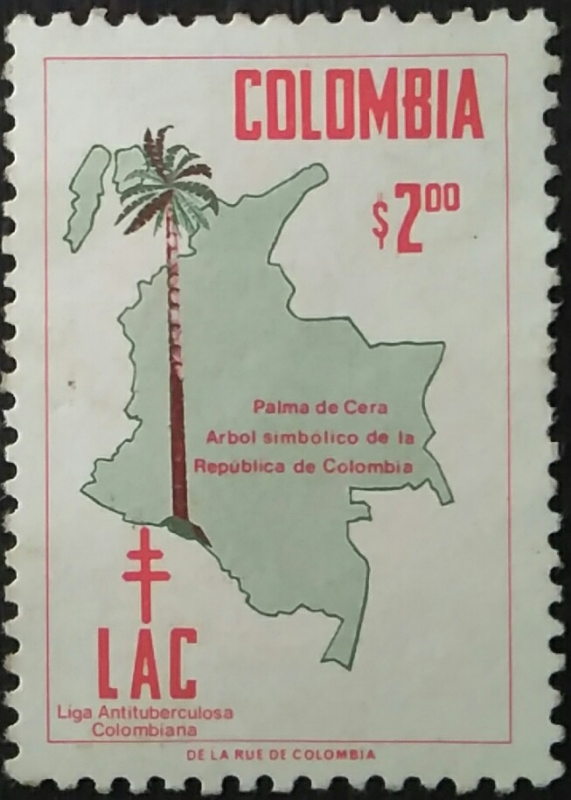 COLOMBIA
$2.00
Palma de Cera
Arbol simbólico de la
República de Colombia
LAC
Liga Antituberculosa
Colombiana
DE LA RUE DE COLOMBIA